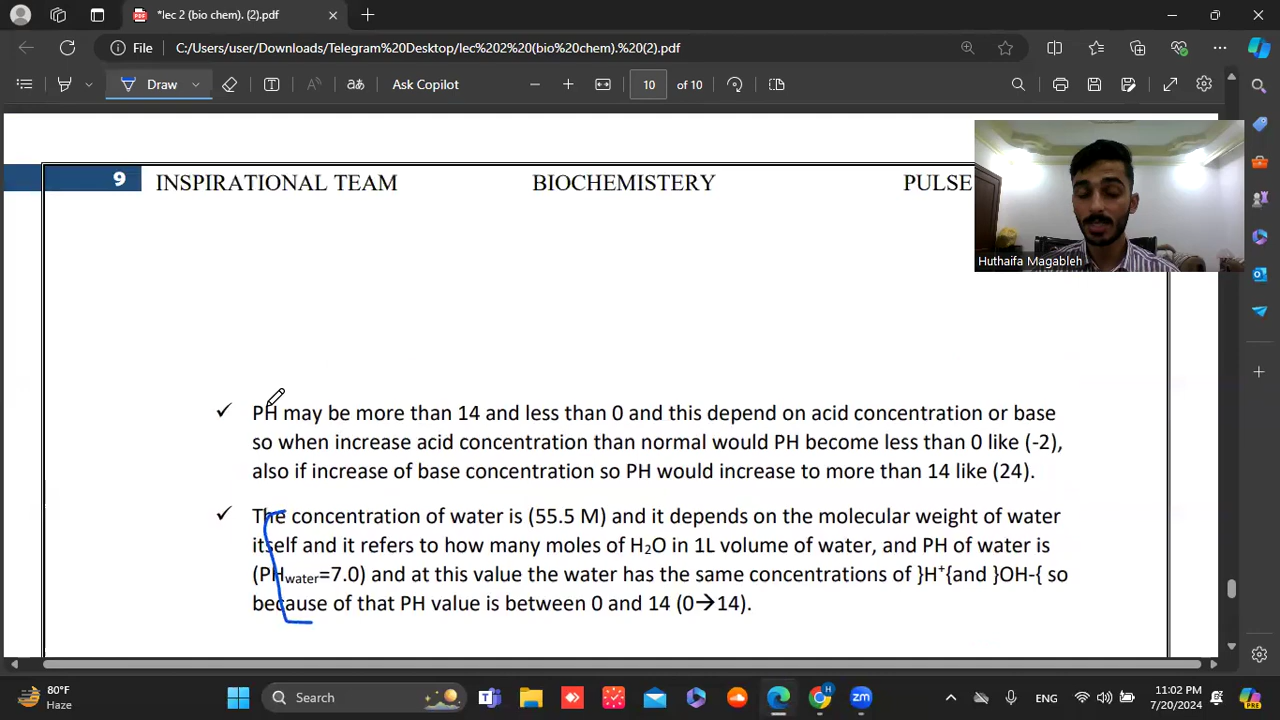 *lec 2 (bio chem). (2).pdf
File C:/Users/user/Downloads/Telegram%20Desktop/lec%202%20(bio%20chem).%20(2).pdf
Draw aあ Ask Copilot 10 of 10
9 INSPIRATIONAL TEAM BIOCHEMISTERY PULSE
Huthaifa Magableh
✓ PH may be more than 14 and less than 0 and this depend on acid concentration or base
so when increase acid concentration than normal would PH become less than 0 like (-2),
also if increase of base concentration so PH would increase to more than 14 like (24).
✓ The concentration of water is (55.5 M) and it depends on the molecular weight of water
itself and it refers to how many moles of H₂O in 1L volume of water, and PH of water is
(PHwater=7.0) and at this value the water has the same concentrations of }H⁺{and }OH-{ so
because of that PH value is between 0 and 14 (0→14).
80°F
Haze
Search
ENG
11:02 PM
7/20/2024